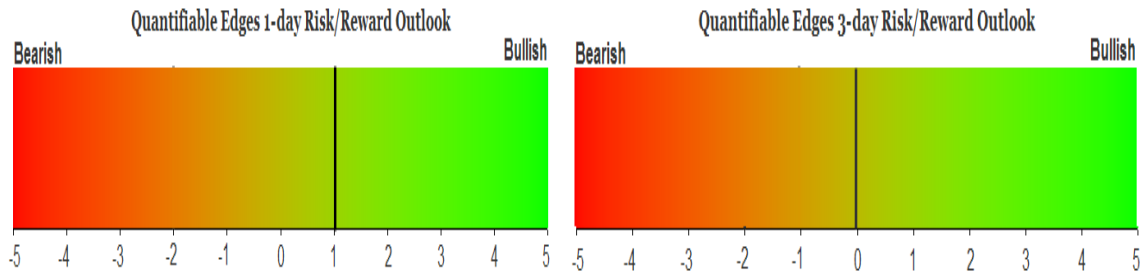 Quantifiable Edges 1-day Risk/Reward Outlook
Bearish Bullish
-5 -4 -3 -2 -1 0 1 2 3 4 5
Quantifiable Edges 3-day Risk/Reward Outlook
Bearish Bullish
-5 -4 -3 -2 -1 0 1 2 3 4 5